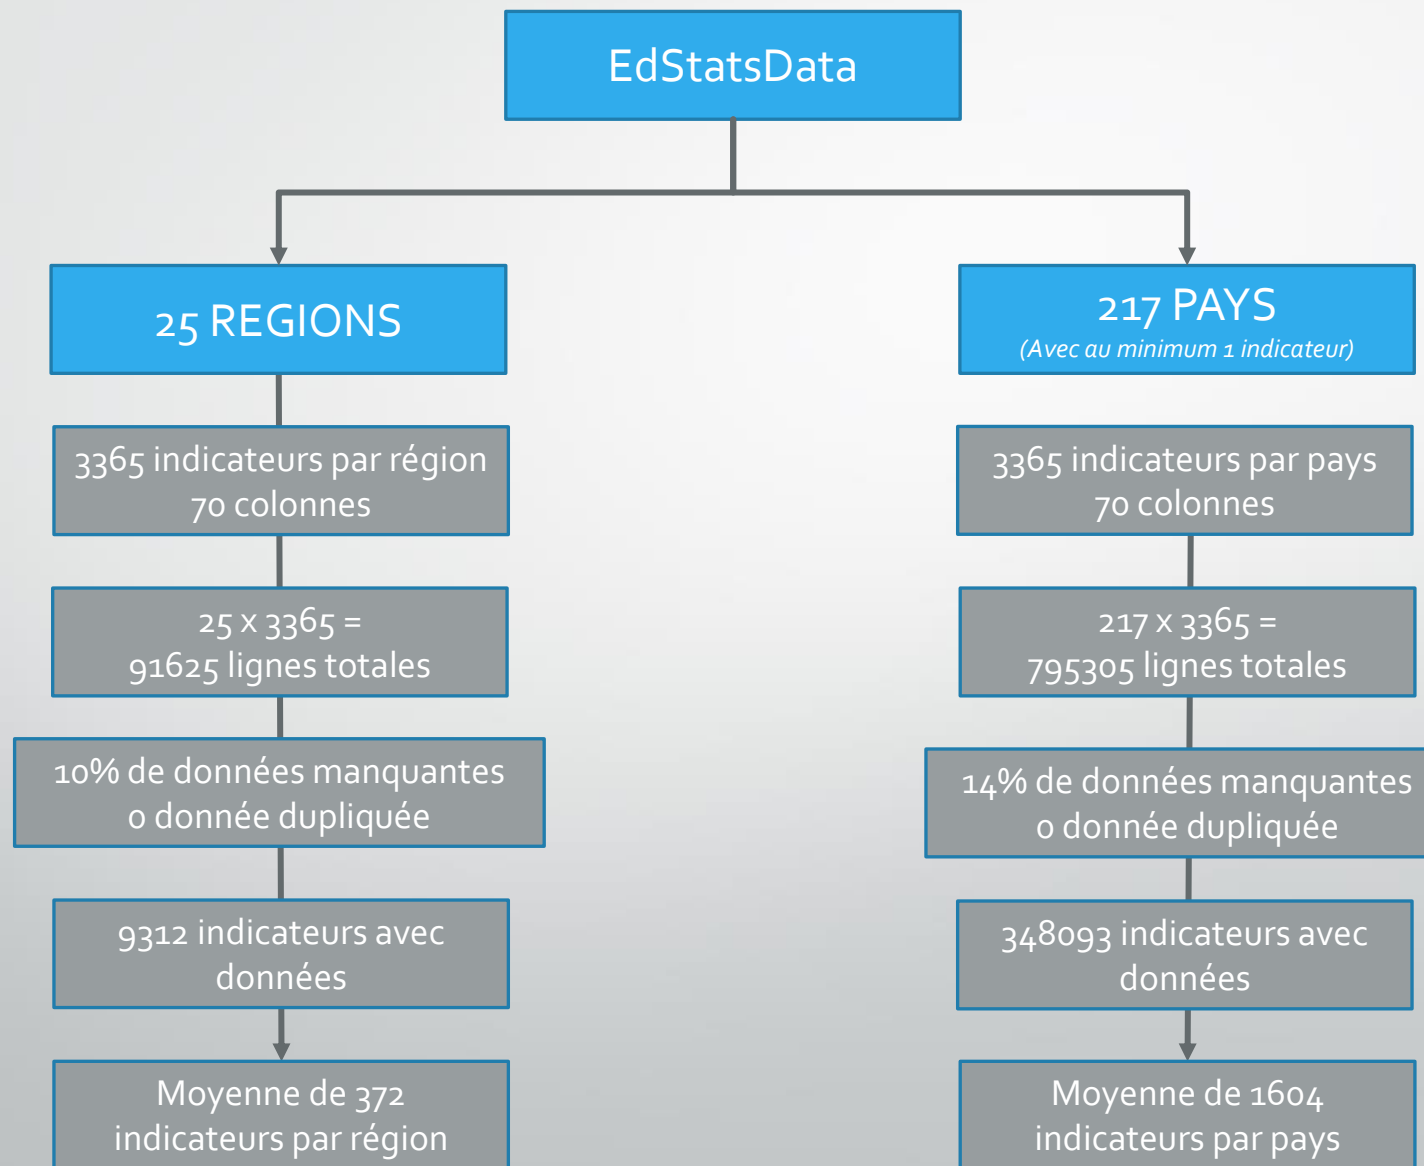 EdStatsData
25 REGIONS
3365 indicateurs par région
70 colonnes
25 x 3365 =
91625 lignes totales
10% de données manquantes
0 donnée dupliquée
9312 indicateurs avec
données
Moyenne de 372
indicateurs par région
217 PAYS
(Avec au minimum 1 indicateur)
3365 indicateurs par pays
70 colonnes
217 x 3365 =
795305 lignes totales
14% de données manquantes
0 donnée dupliquée
348093 indicateurs avec
données
Moyenne de 1604
indicateurs par pays